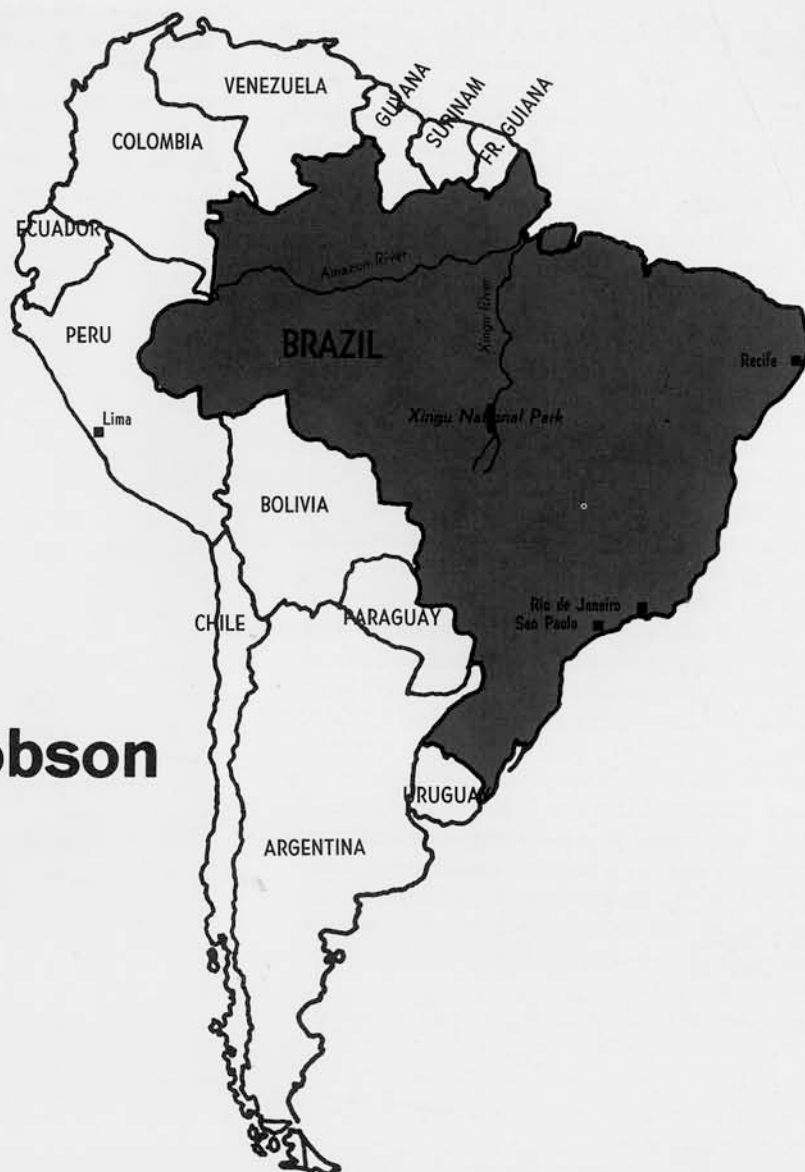 VENEZUELA
GUYANA
SURINAM
FR. GUIANA
COLOMBIA
ECUADOR
Amazon River
Xingu River
PERU
BRAZIL
Recife
Lima
Xingu National Park
BOLIVIA
Rio de Janeiro
Sao Paulo
CHILE
PARAGUAY
obson
URUGUAY
ARGENTINA